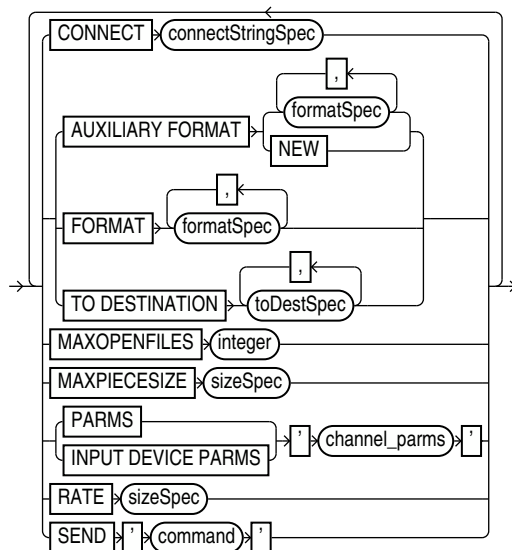 CONNECT connectStringSpec
,
formatSpec
AUXILIARY FORMAT
NEW
,
FORMAT formatSpec
,
TO DESTINATION toDestSpec
MAXOPENFILES integer
MAXPIECESIZE sizeSpec
PARMS
INPUT DEVICE PARMS ' channel_parms '
RATE sizeSpec
SEND ' command '